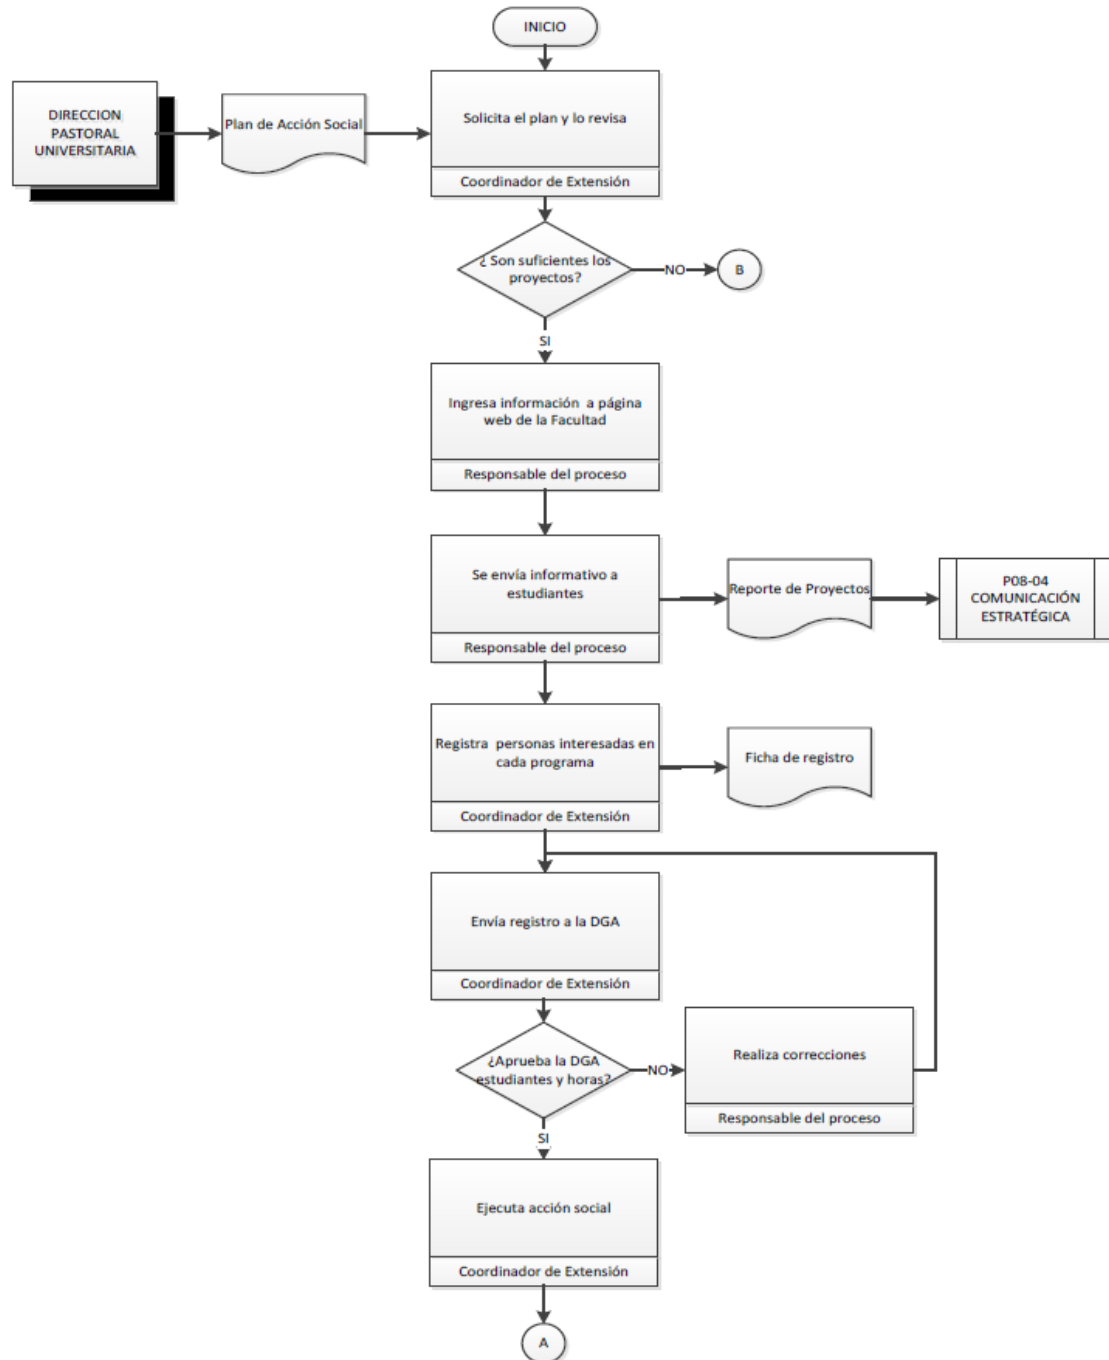 INICIO
DIRECCION
PASTORAL
UNIVERSITARIA
Plan de Acción Social
Solicita el plan y lo revisa
Coordinador de Extensión
¿ Son suficientes los
proyectos?
NO
B
SI
Ingresa información a página
web de la Facultad
Responsable del proceso
Se envía informativo a
estudiantes
Responsable del proceso
Reporte de Proyectos
P08-04
COMUNICACIÓN
ESTRATÉGICA
Registra personas interesadas en
cada programa
Coordinador de Extensión
Ficha de registro
Envía registro a la DGA
Coordinador de Extensión
¿Aprueba la DGA
estudiantes y horas?
NO
Realiza correcciones
Responsable del proceso
SI
Ejecuta acción social
Coordinador de Extensión
A